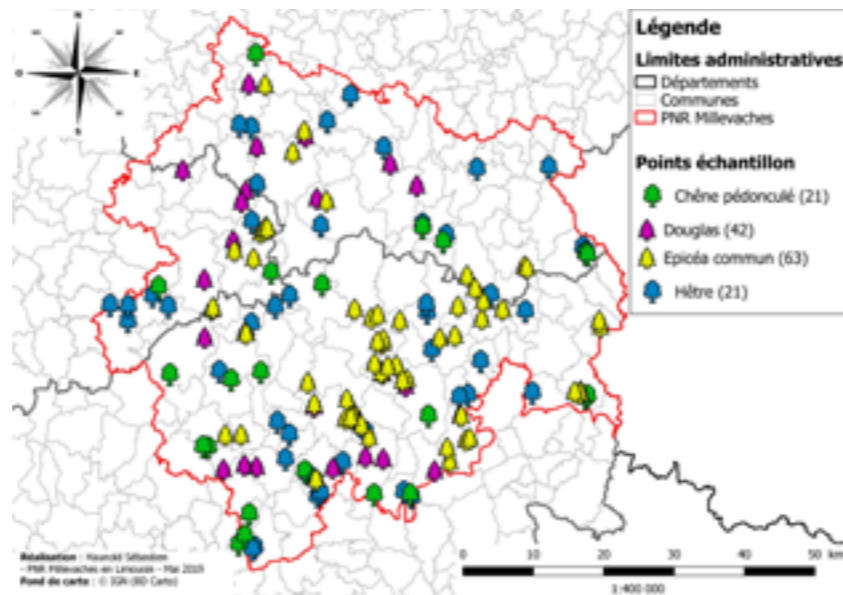 N
O
E
S
Légende
Limites administratives
Départements
Communes
PNR Millevaches
Points échantillon
Chêne pédonculé (21)
Douglas (42)
Epicéa commun (63)
Hêtre (21)
Réalisation : Sébastien
- PNR Millevaches en Limousin - Mai 2019
Fond de carte : © IGN (BD Carto)
0 10 20 30 40 50 km
1:400 000